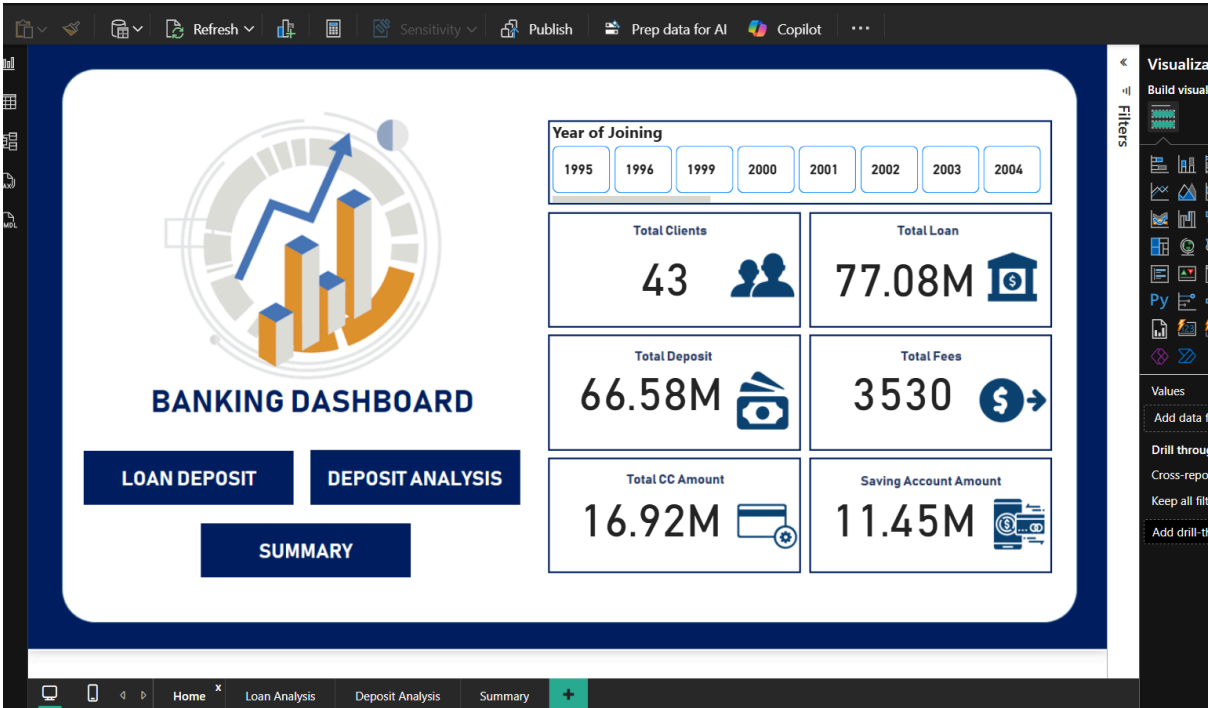 Refresh
Sensitivity
Publish
Prep data for AI
Copilot
Visualiza
Build visual
Filters
Year of Joining
1995 1996 1999 2000 2001 2002 2003 2004
Total Clients
43
Total Loan
77.08M
Total Deposit
66.58M
Total Fees
3530
Total CC Amount
16.92M
Saving Account Amount
11.45M
BANKING DASHBOARD
LOAN DEPOSIT
DEPOSIT ANALYSIS
SUMMARY
Py
123
Values
Add data f
Drill throug
Cross-repo
Keep all filt
Add drill-th
Home x
Loan Analysis
Deposit Analysis
Summary